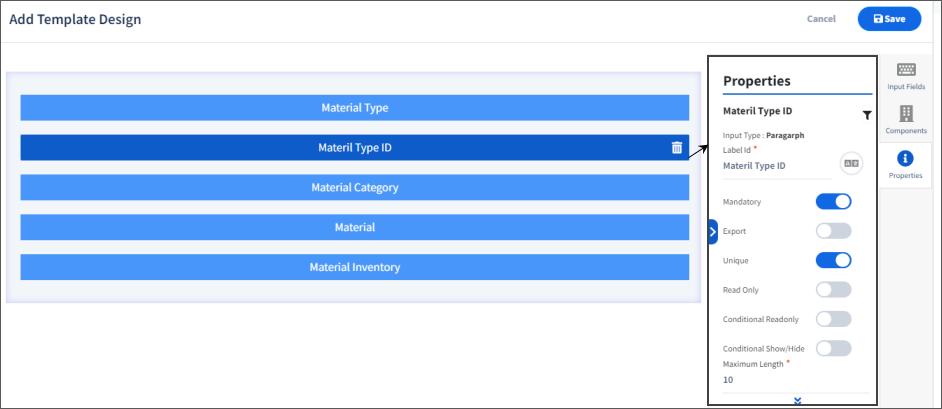 Add Template Design
Cancel
Save
Material Type
Materil Type ID
Material Category
Material
Material Inventory
Properties
Materil Type ID
Input Type : Paragarph
Label Id *
Materil Type ID
Mandatory
Export
Unique
Read Only
Conditional Readonly
Conditional Show/Hide
Maximum Length *
10
Input Fields
Components
Properties